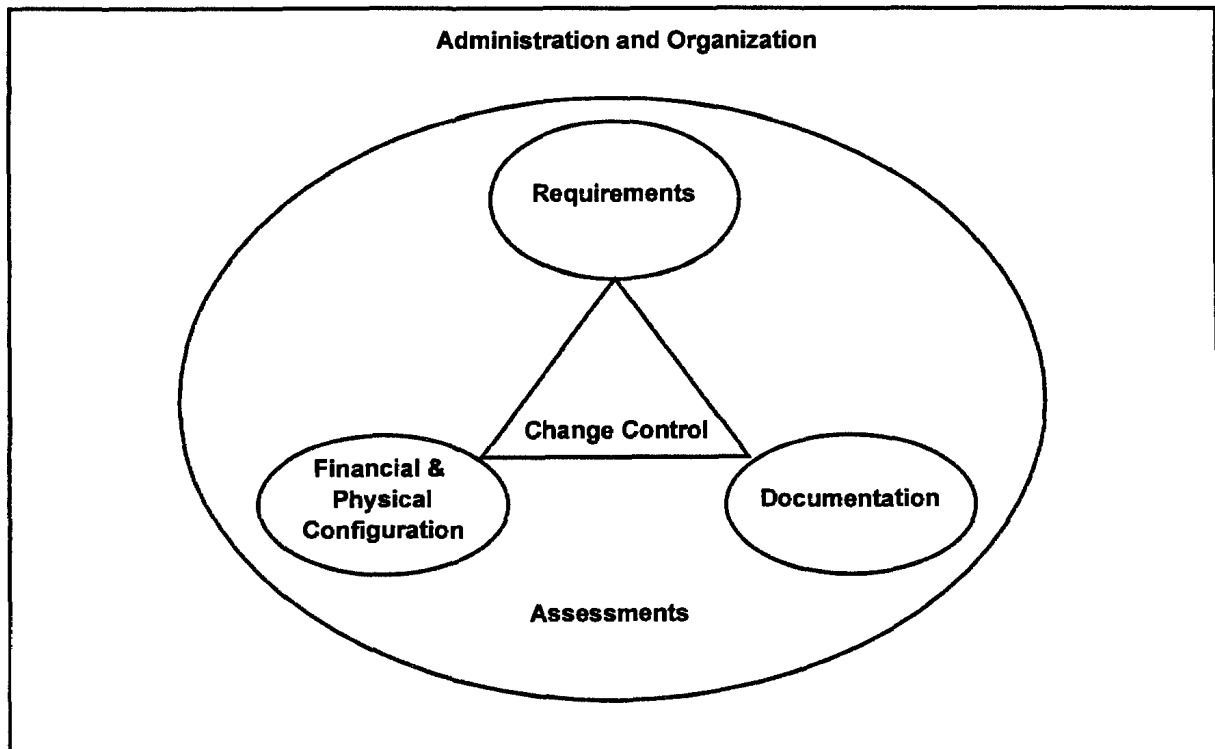 Administration and Organization
Requirements
Change Control
Financial &
Physical
Configuration
Documentation
Assessments